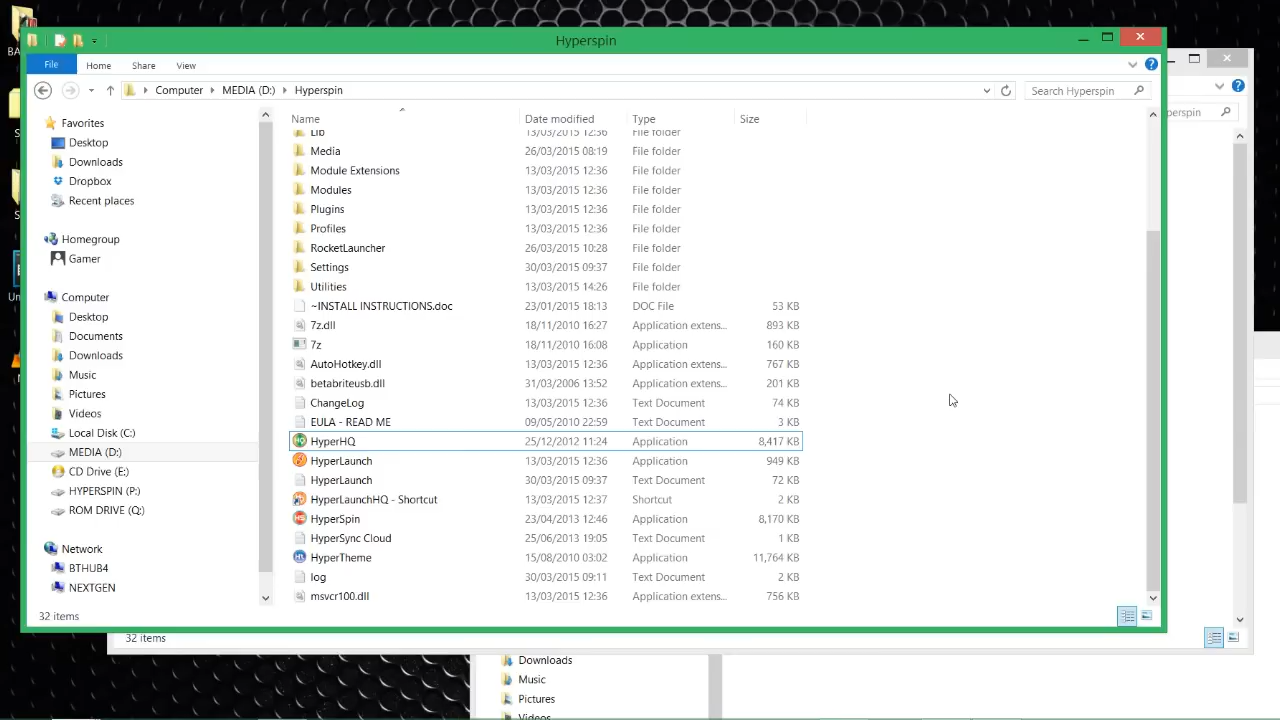 Hyperspin
File Home Share View
Computer MEDIA (D:) Hyperspin
Search Hyperspin
Name Date modified Type Size
Favorites
Desktop
Downloads
Dropbox
Recent places
Homegroup
Gamer
Computer
Desktop
Documents
Downloads
Music
Pictures
Videos
Local Disk (C:)
MEDIA (D:)
CD Drive (E:)
HYPERSPIN (P:)
ROM DRIVE (Q:)
Network
BTHUB4
NEXTGEN
Lib 13/03/2015 12:36 File folder
Media 26/03/2015 08:19 File folder
Module Extensions 13/03/2015 12:36 File folder
Modules 13/03/2015 12:36 File folder
Plugins 13/03/2015 12:36 File folder
Profiles 13/03/2015 12:36 File folder
RocketLauncher 26/03/2015 10:28 File folder
Settings 30/03/2015 09:37 File folder
Utilities 13/03/2015 14:26 File folder
~INSTALL INSTRUCTIONS.doc 23/01/2015 18:13 DOC File 53 KB
7z.dll 18/11/2010 16:27 Application extens... 893 KB
7z 18/11/2010 16:08 Application 160 KB
AutoHotkey.dll 13/03/2015 12:36 Application extens... 767 KB
betabriteusb.dll 31/03/2006 13:52 Application extens... 201 KB
ChangeLog 13/03/2015 12:36 Text Document 74 KB
EULA - READ ME 09/05/2010 22:59 Text Document 3 KB
HyperHQ 25/12/2012 11:24 Application 8,417 KB
HyperLaunch 13/03/2015 12:36 Application 949 KB
HyperLaunch 30/03/2015 09:37 Text Document 72 KB
HyperLaunchHQ - Shortcut 13/03/2015 12:37 Shortcut 2 KB
HyperSpin 23/04/2013 12:46 Application 8,170 KB
HyperSync Cloud 25/06/2013 19:05 Text Document 1 KB
HyperTheme 15/08/2010 03:02 Application 11,764 KB
log 30/03/2015 09:11 Text Document 2 KB
msvcr100.dll 13/03/2015 12:36 Application extens... 756 KB
32 items
32 items
Downloads
Music
Pictures
Videos